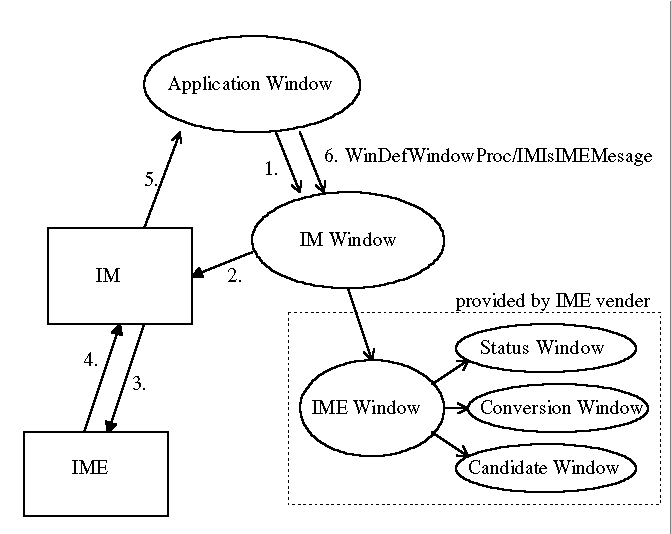 Application Window
1.
6. WinDefWindowProc/IMIsIMEMesage
5.
IM Window
IM
2.
provided by IME vender
Status Window
4.
3.
IME Window
Conversion Window
IME
Candidate Window